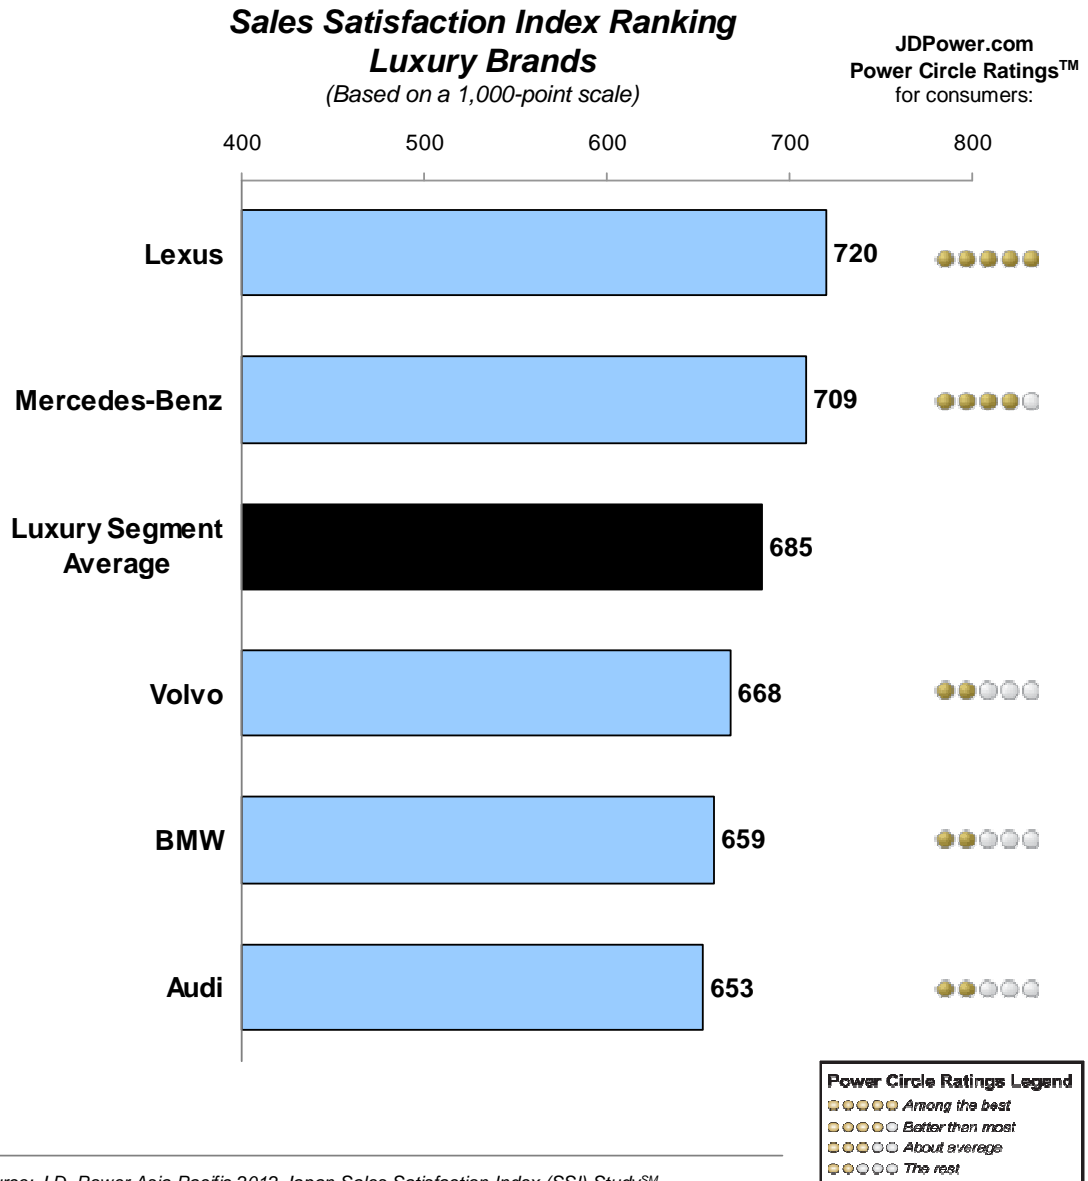 Sales Satisfaction Index Ranking
Luxury Brands
(Based on a 1,000-point scale)
JDPower.com
Power Circle Ratings™
for consumers:
400 500 600 700 800
Lexus 720
Mercedes-Benz 709
Luxury Segment
Average 685
Volvo 668
BMW 659
Audi 653
Power Circle Ratings Legend
Among the best
Better than most
About average
The rest
J.D. Power Asia Pacific 2012 Japan Sales Satisfaction Index (SSI) Study℠